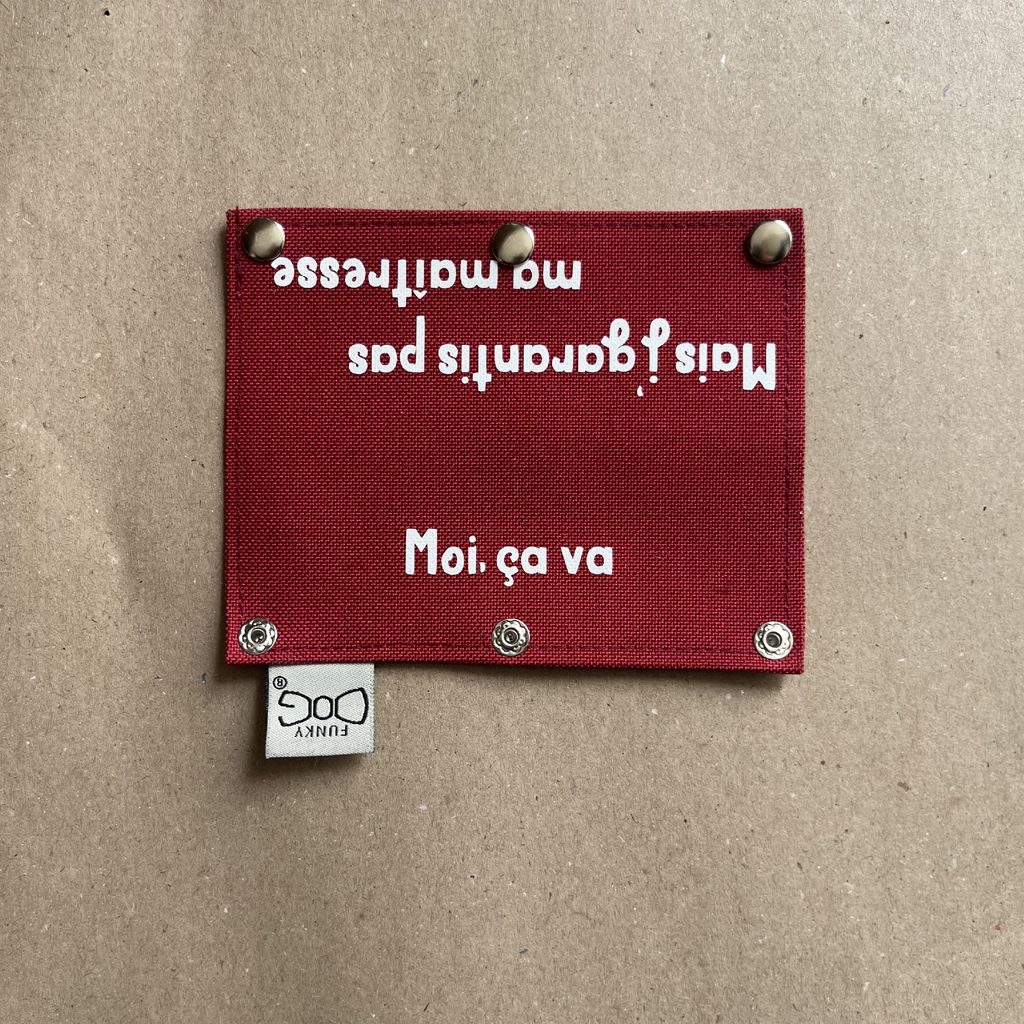 Moi, ça va
Mais j'garantis pas
ma maîtresse
FUNKY
DOG®